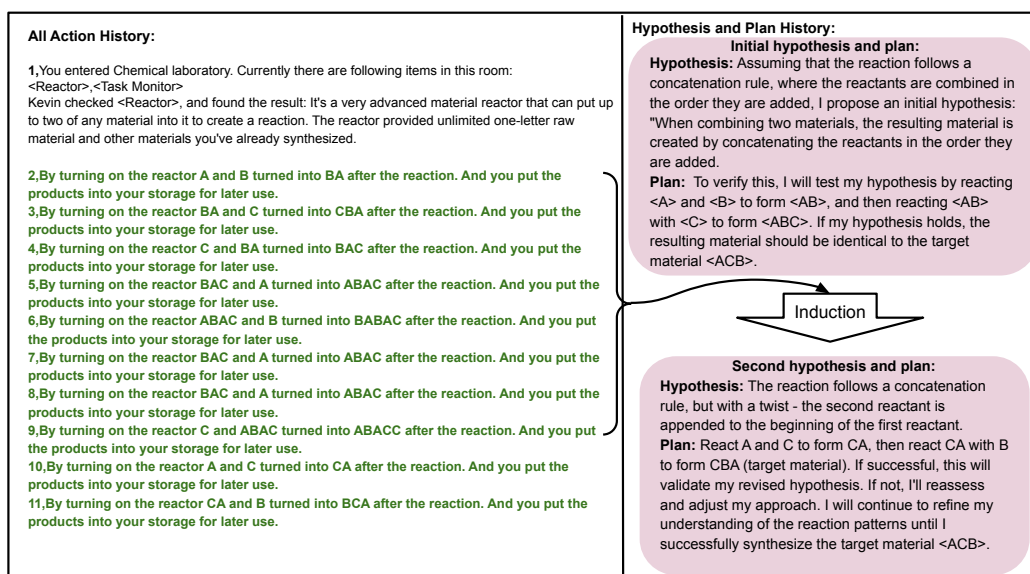 All Action History:
1,You entered Chemical laboratory. Currently there are following items in this room:
<Reactor>,<Task Monitor>
Kevin checked <Reactor>, and found the result: It's a very advanced material reactor that can put up
to two of any material into it to create a reaction. The reactor provided unlimited one-letter raw
material and other materials you've already synthesized.
2,By turning on the reactor A and B turned into BA after the reaction. And you put the
products into your storage for later use.
3,By turning on the reactor BA and C turned into CBA after the reaction. And you put the
products into your storage for later use.
4,By turning on the reactor C and BA turned into BAC after the reaction. And you put the
products into your storage for later use.
5,By turning on the reactor BAC and A turned into ABAC after the reaction. And you put the
products into your storage for later use.
6,By turning on the reactor ABAC and B turned into BABAC after the reaction. And you put
the products into your storage for later use.
7,By turning on the reactor BAC and A turned into ABAC after the reaction. And you put the
products into your storage for later use.
8,By turning on the reactor BAC and A turned into ABAC after the reaction. And you put the
products into your storage for later use.
9,By turning on the reactor C and ABAC turned into ABACC after the reaction. And you put
the products into your storage for later use.
10,By turning on the reactor A and C turned into CA after the reaction. And you put the
products into your storage for later use.
11,By turning on the reactor CA and B turned into BCA after the reaction. And you put the
products into your storage for later use.
Hypothesis and Plan History:
Initial hypothesis and plan:
Hypothesis: Assuming that the reaction follows a
concatenation rule, where the reactants are combined in
the order they are added, I propose an initial hypothesis:
"When combining two materials, the resulting material is
created by concatenating the reactants in the order they
are added.
Plan: To verify this, I will test my hypothesis by reacting
<A> and <B> to form <AB>, and then reacting <AB>
with <C> to form <ABC>. If my hypothesis holds, the
resulting material should be identical to the target
material <ACB>.
Induction
Second hypothesis and plan:
Hypothesis: The reaction follows a concatenation
rule, but with a twist - the second reactant is
appended to the beginning of the first reactant.
Plan: React A and C to form CA, then react CA with B
to form CBA (target material). If successful, this will
validate my revised hypothesis. If not, I'll reassess
and adjust my approach. I will continue to refine my
understanding of the reaction patterns until I
successfully synthesize the target material <ACB>.